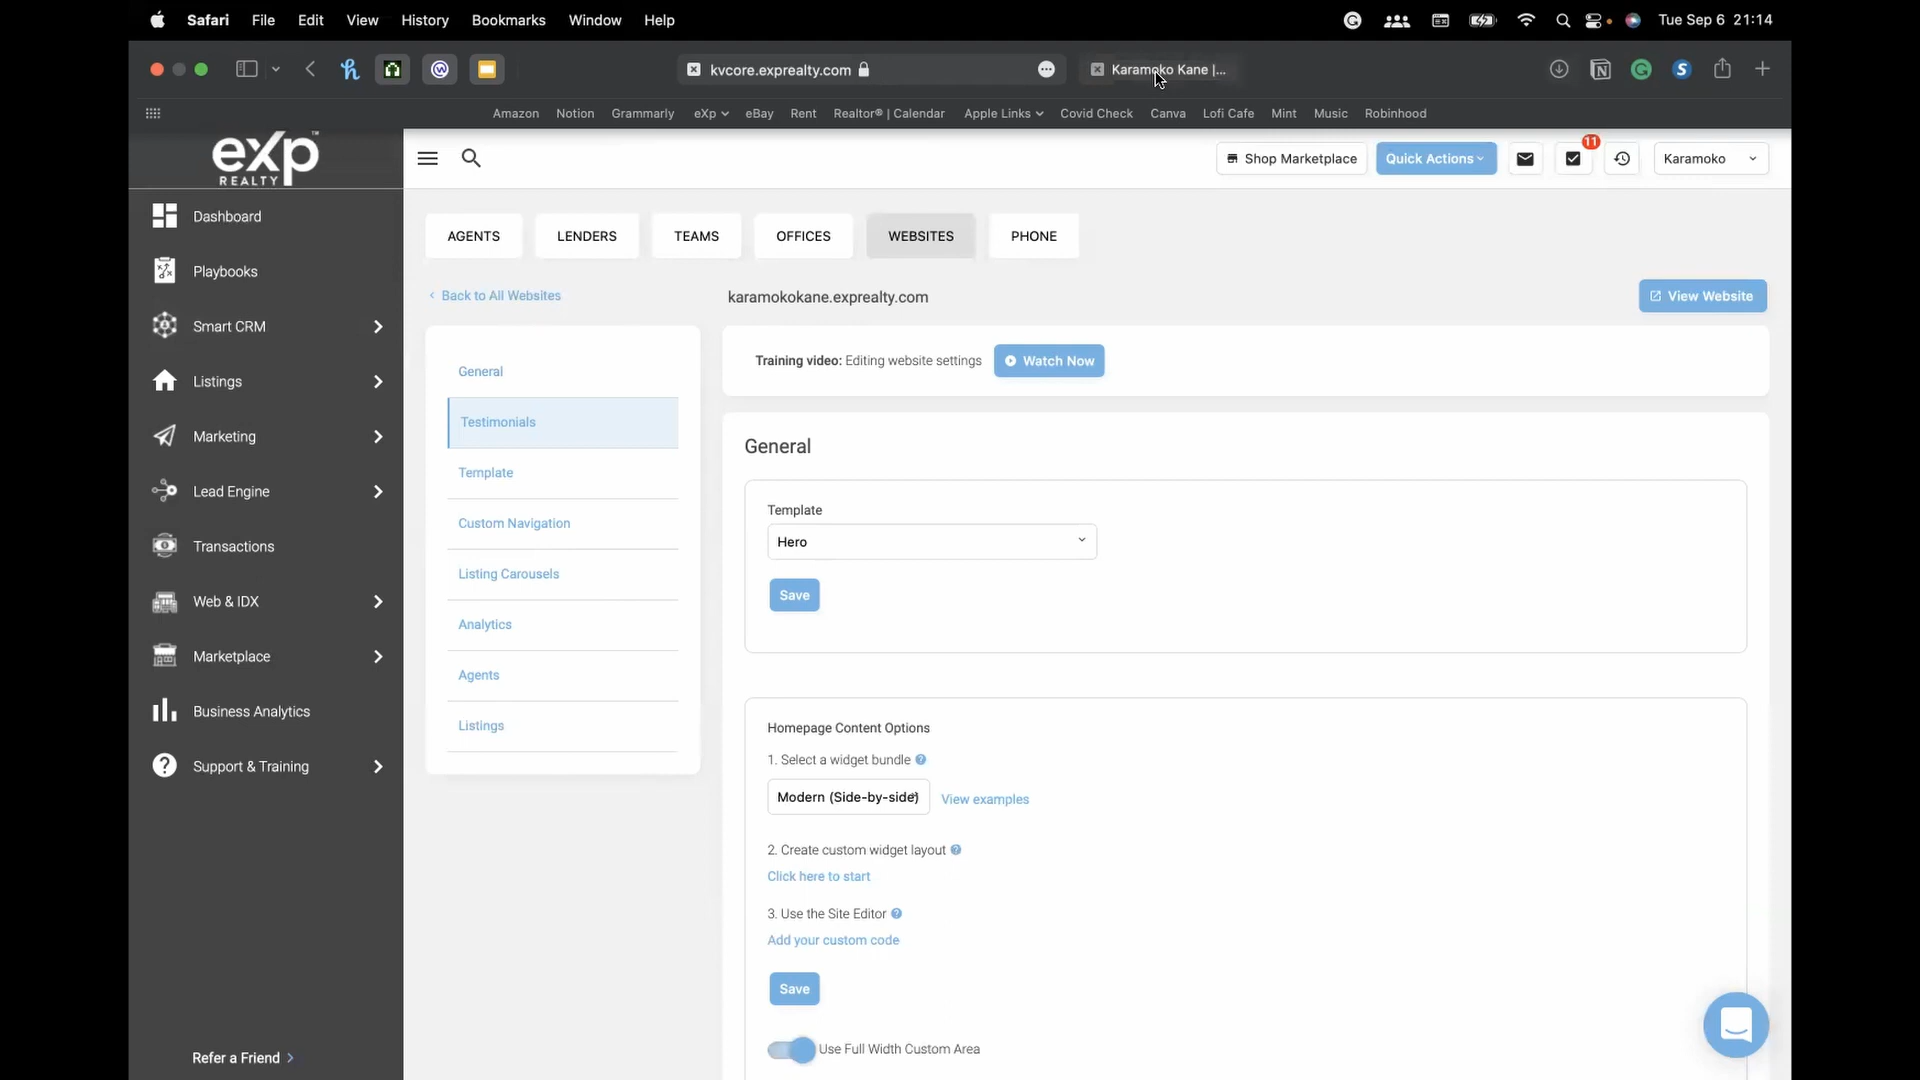 Safari File Edit View History Bookmarks Window Help Tue Sep 6 21:14
kvcore.exprealty.com Karamoko Kane |...
Amazon Notion Grammarly eXp eBay Rent Realtor® | Calendar Apple Links Covid Check Canva Lofi Cafe Mint Music Robinhood
eXp™
REALTY
Shop Marketplace Quick Actions 11 Karamoko
Dashboard
Playbooks
Smart CRM
Listings
Marketing
Lead Engine
Transactions
Web & IDX
Marketplace
Business Analytics
Support & Training
Refer a Friend
AGENTS LENDERS TEAMS OFFICES WEBSITES PHONE
Back to All Websites
karamokokane.exprealty.com
View Website
General
Testimonials
Template
Custom Navigation
Listing Carousels
Analytics
Agents
Listings
Training video: Editing website settings Watch Now
General
Template
Hero
Save
Homepage Content Options
1. Select a widget bundle ?
Modern (Side-by-side) View examples
2. Create custom widget layout ?
Click here to start
3. Use the Site Editor ?
Add your custom code
Save
Use Full Width Custom Area